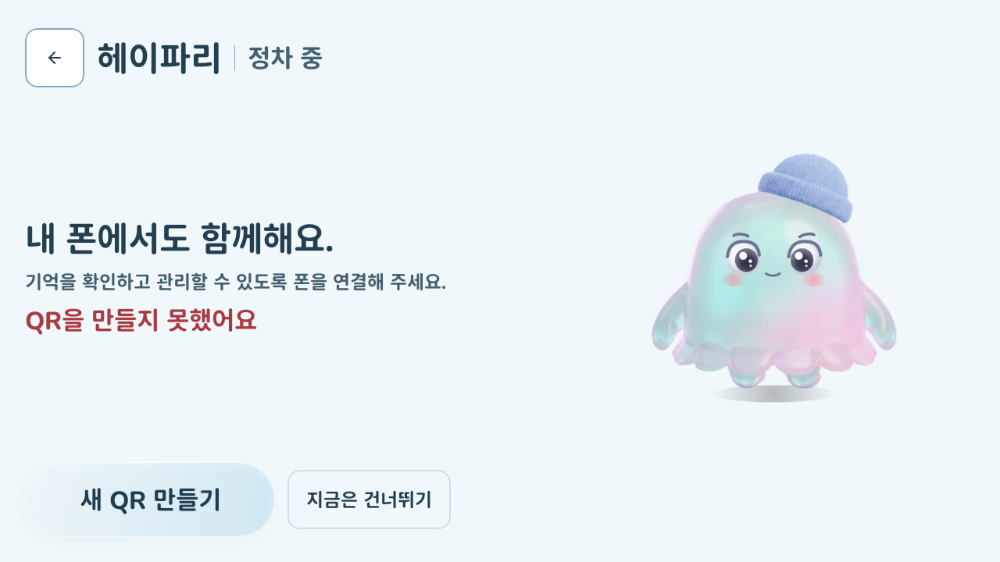 헤이파리
정차 중
내 폰에서도 함께해요.
기억을 확인하고 관리할 수 있도록 폰을 연결해 주세요.
QR을 만들지 못했어요
새 QR 만들기
지금은 건너뛰기